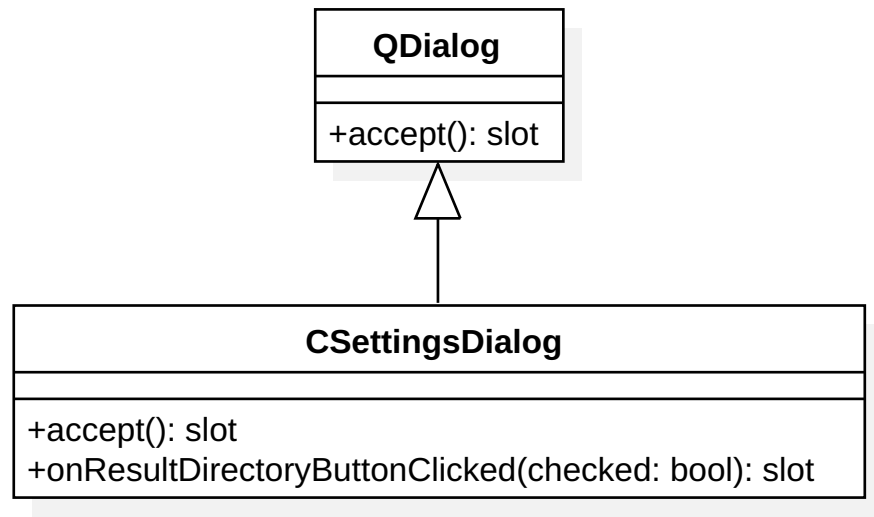 QDialog
+accept(): slot
CSettingsDialog
+accept(): slot
+onResultDirectoryButtonClicked(checked: bool): slot